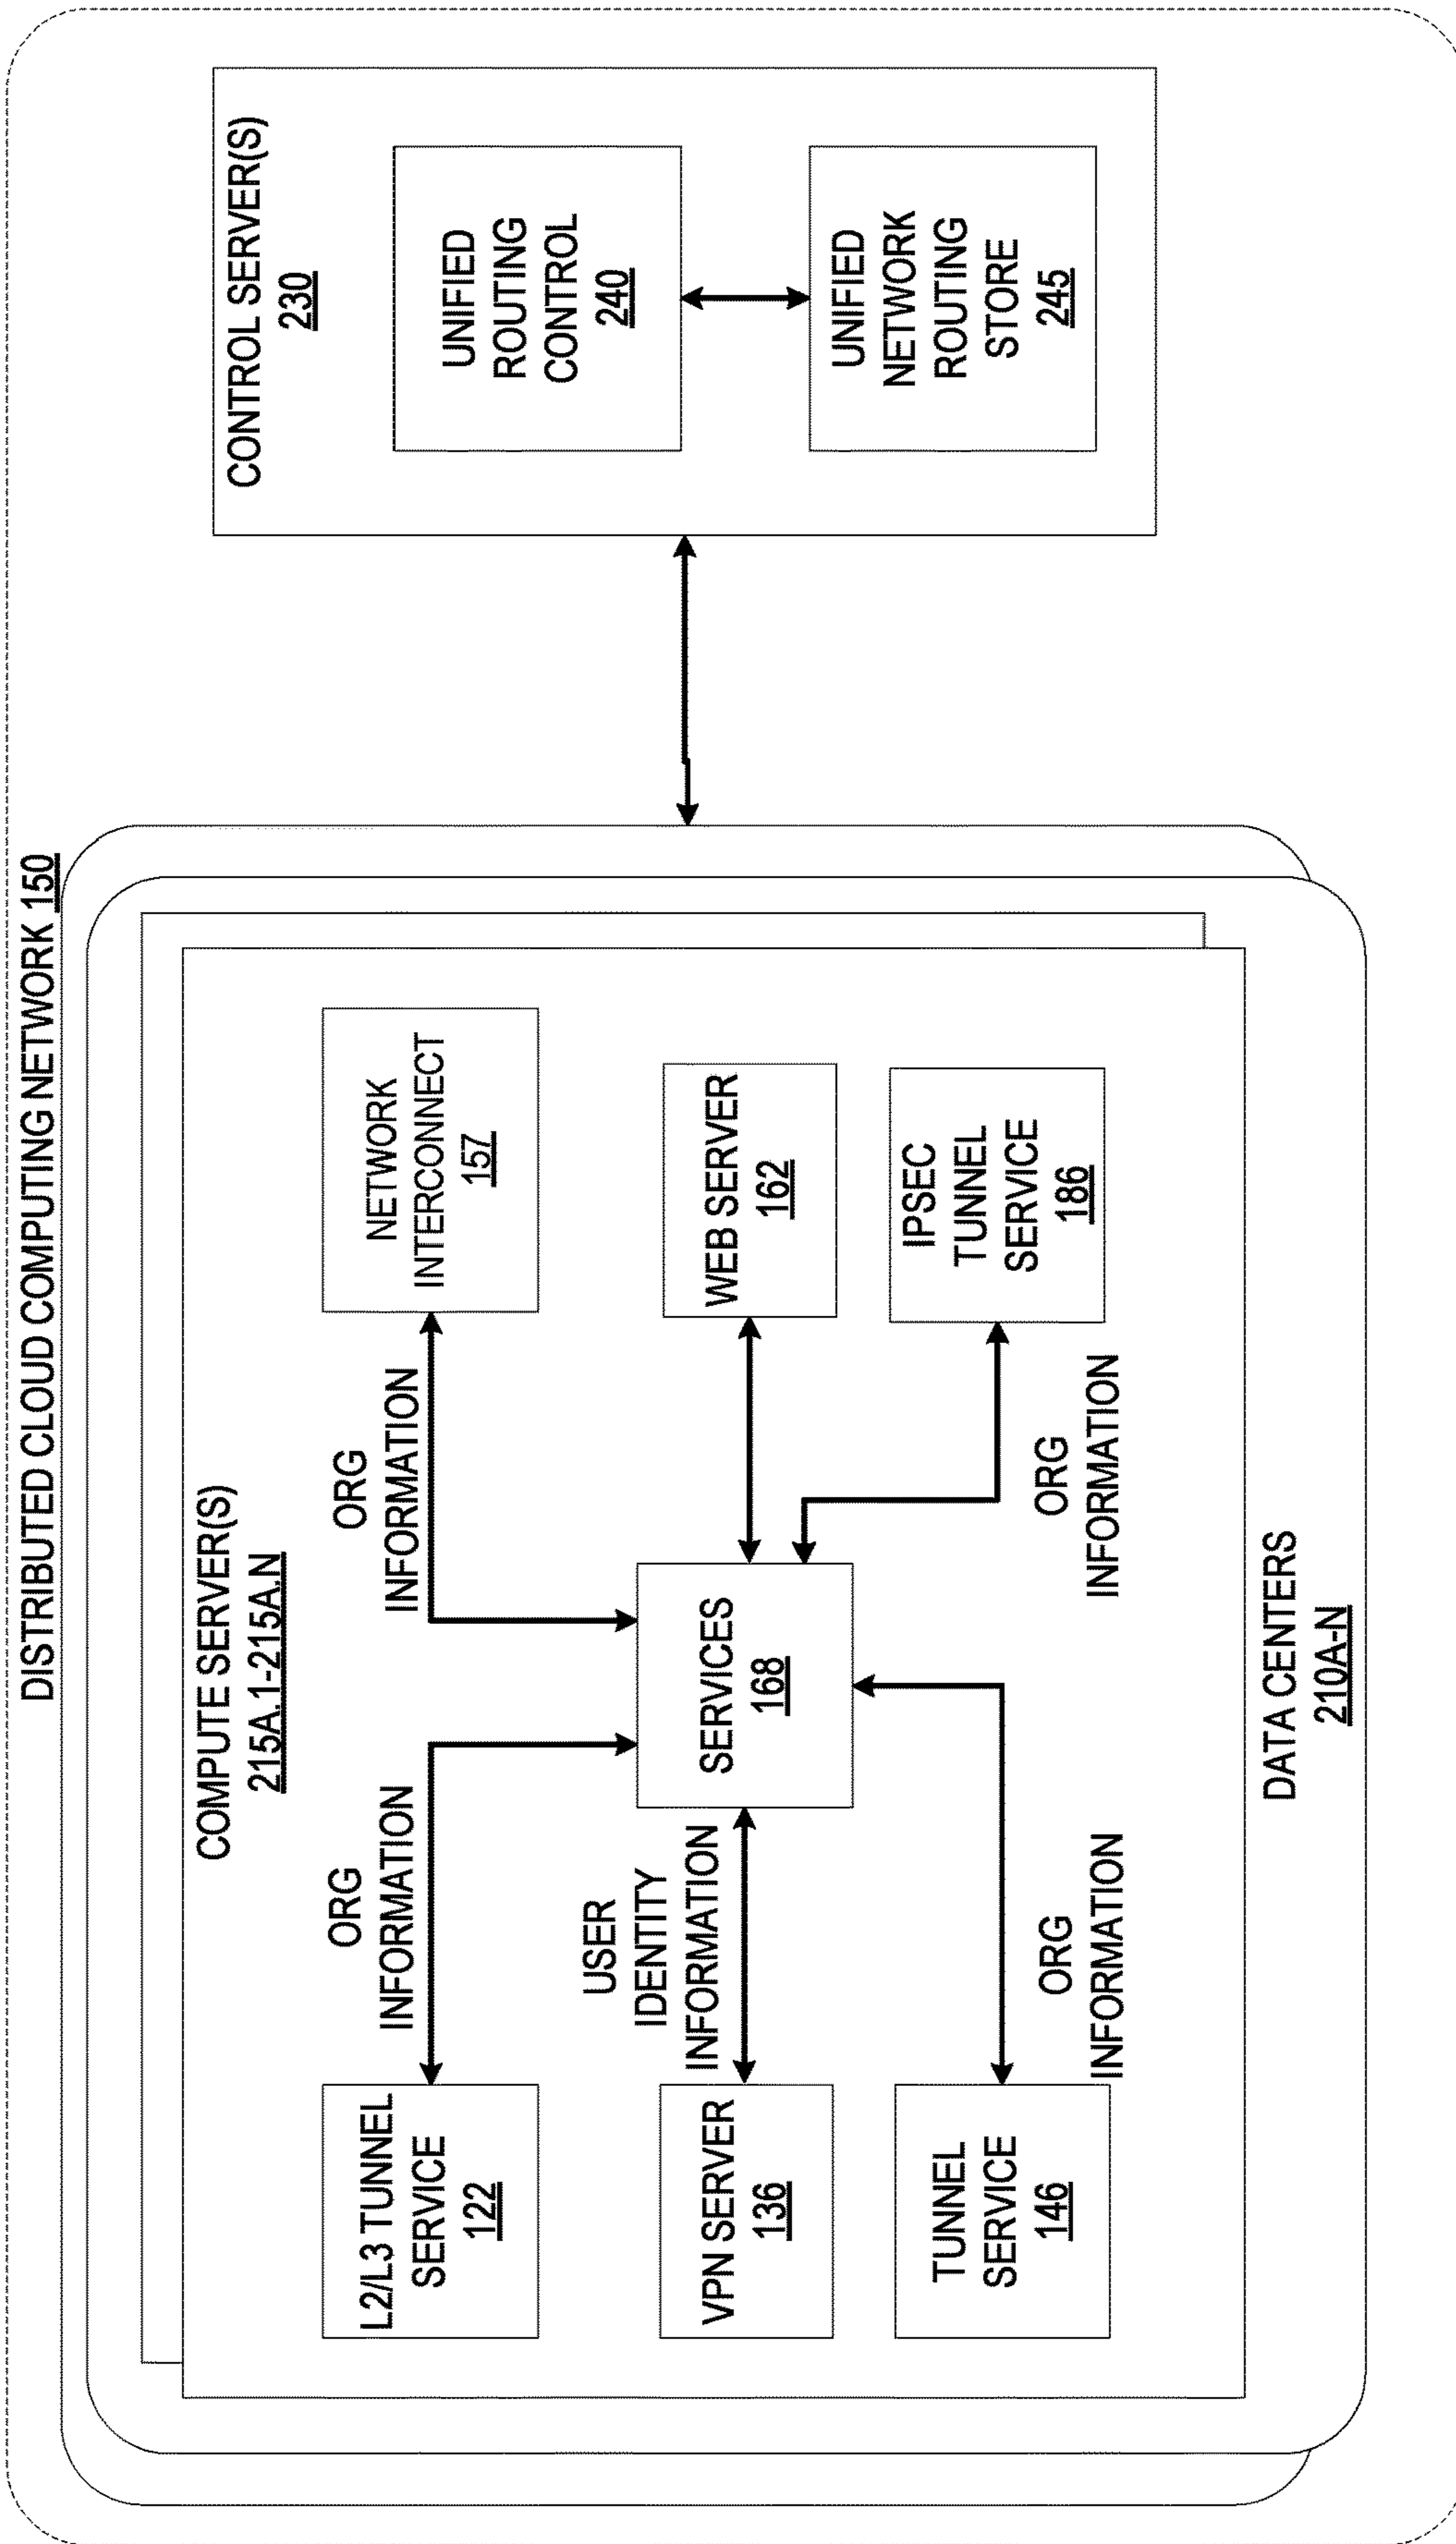 DISTRIBUTED CLOUD COMPUTING NETWORK 150
COMPUTE SERVER(S)
215A.1-215A.N
L2/L3 TUNNEL
SERVICE
122
ORG
INFORMATION
ORG
INFORMATION
NETWORK
INTERCONNECT
157
VPN SERVER
136
USER
IDENTITY
INFORMATION
SERVICES
168
WEB SERVER
162
TUNNEL
SERVICE
146
ORG
INFORMATION
ORG
INFORMATION
IPSEC
TUNNEL
SERVICE
186
DATA CENTERS
210A-N
CONTROL SERVER(S)
230
UNIFIED
ROUTING
CONTROL
240
UNIFIED
NETWORK
ROUTING
STORE
245